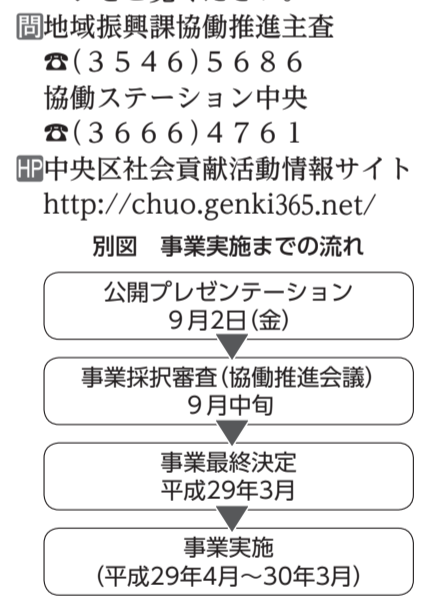 問地域振興課協働推進主査
☎(3546)5686
協働ステーション中央
☎(3666)4761
HP中央区社会貢献活動情報サイト
http://chuo.genki365.net/
別図　事業実施までの流れ
公開プレゼンテーション
9月2日(金)
事業採択審査(協働推進会議)
9月中旬
事業最終決定
平成29年3月
事業実施
(平成29年4月〜30年3月)